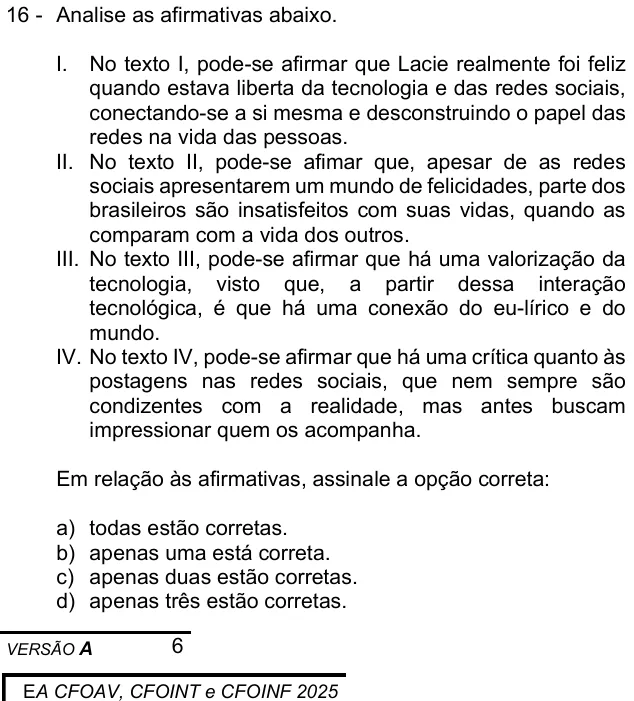 16 - Analise as afirmativas abaixo.
I. No texto I, pode-se afirmar que Lacie realmente foi feliz
quando estava liberta da tecnologia e das redes sociais,
conectando-se a si mesma e desconstruindo o papel das
redes na vida das pessoas.
II. No texto II, pode-se afimar que, apesar de as redes
sociais apresentarem um mundo de felicidades, parte dos
brasileiros são insatisfeitos com suas vidas, quando as
comparam com a vida dos outros.
III. No texto III, pode-se afirmar que há uma valorização da
tecnologia, visto que, a partir dessa interação
tecnológica, é que há uma conexão do eu-lírico e do
mundo.
IV. No texto IV, pode-se afirmar que há uma crítica quanto às
postagens nas redes sociais, que nem sempre são
condizentes com a realidade, mas antes buscam
impressionar quem os acompanha.
Em relação às afirmativas, assinale a opção correta:
a) todas estão corretas.
b) apenas uma está correta.
c) apenas duas estão corretas.
d) apenas três estão corretas.
VERSÃO A 6
EA CFOAV, CFOINT e CFOINF 2025